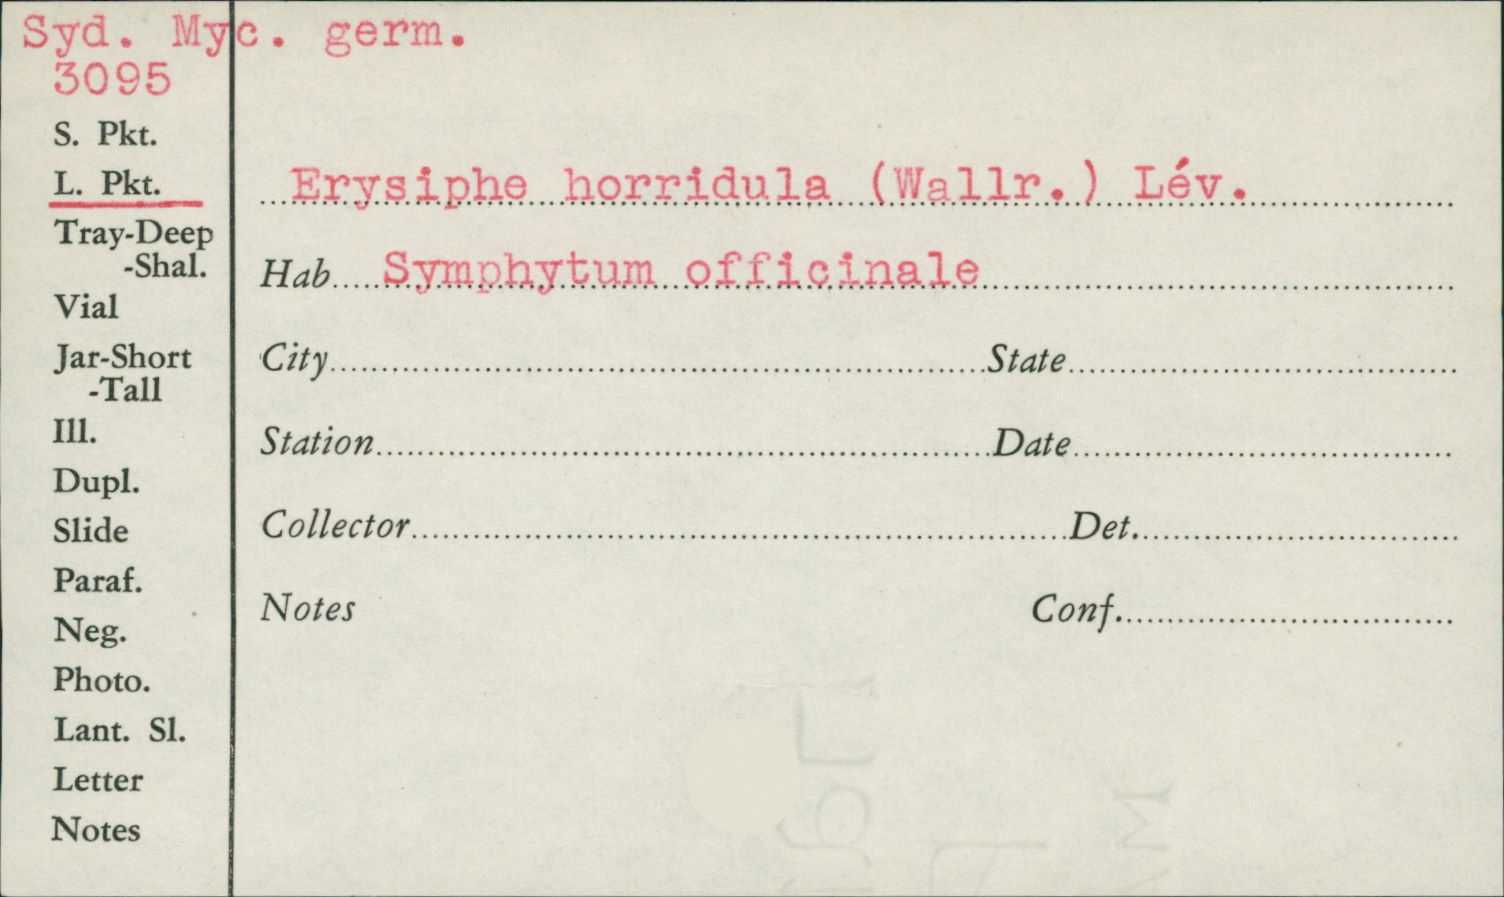 Syd. Myc. germ.
3095
S. Pkt.
L. Pkt.
Tray-Deep
-Shal.
Vial
Jar-Short
-Tall
Ill.
Dupl.
Slide
Paraf.
Neg.
Photo.
Lant. Sl.
Letter
Notes
Erysiphe horridula (Wallr.) Lév.
Hab. Symphytum officinale
City State
Station Date
Collector Det.
Notes Conf.